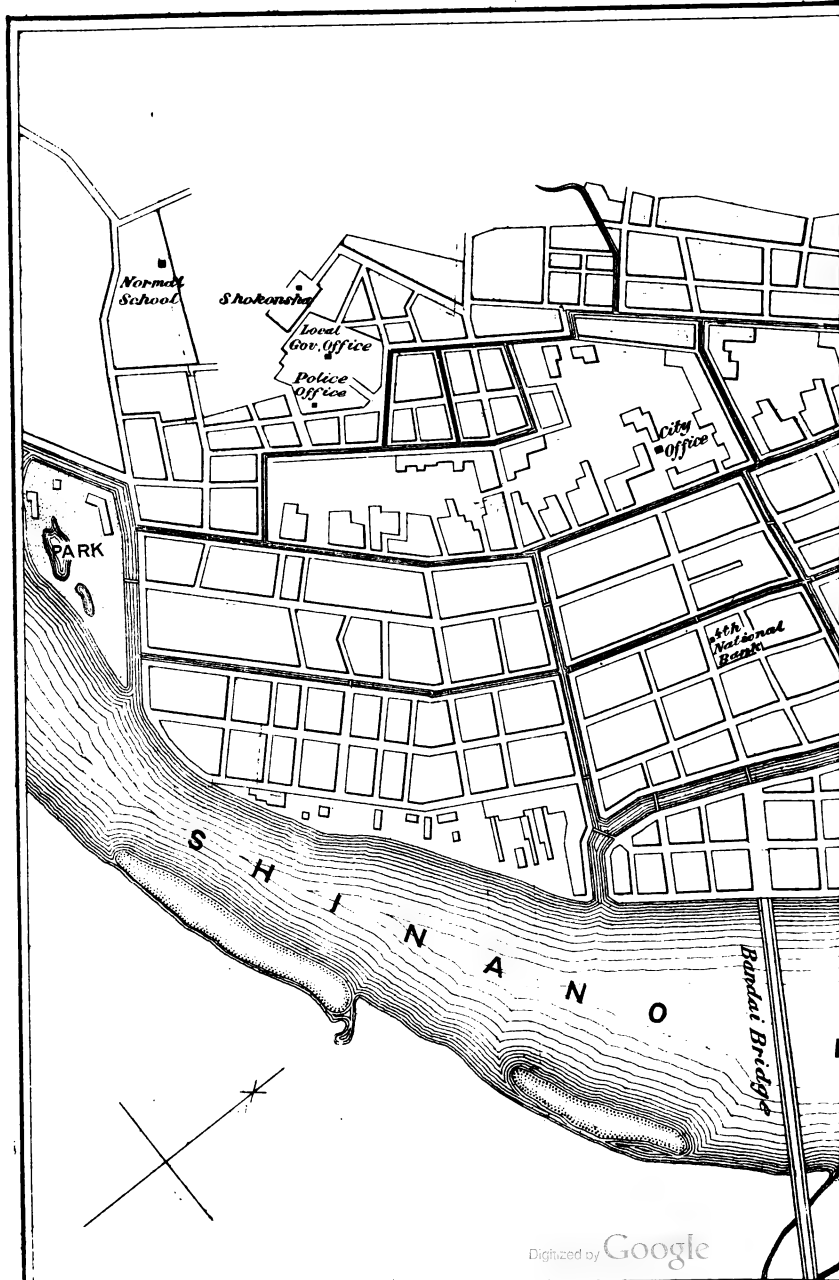 Normal
School
Shokonsha
Local
Gov. Office
Police
Office
City
Office
PARK
4th
National
Bank
SHINANO
Bandai Bridge
Digitized by Google